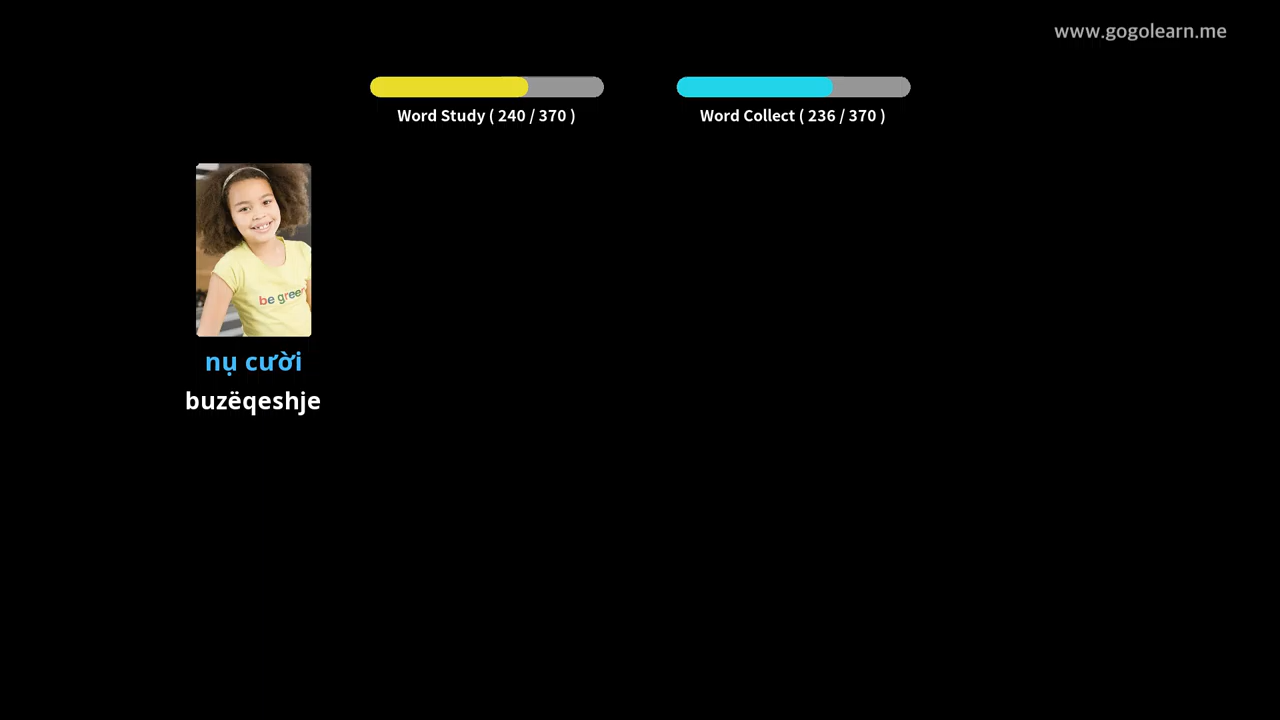 www.gogolearn.me
Word Study ( 240 / 370 )
Word Collect ( 236 / 370 )
be green
nụ cười
buzëqeshje